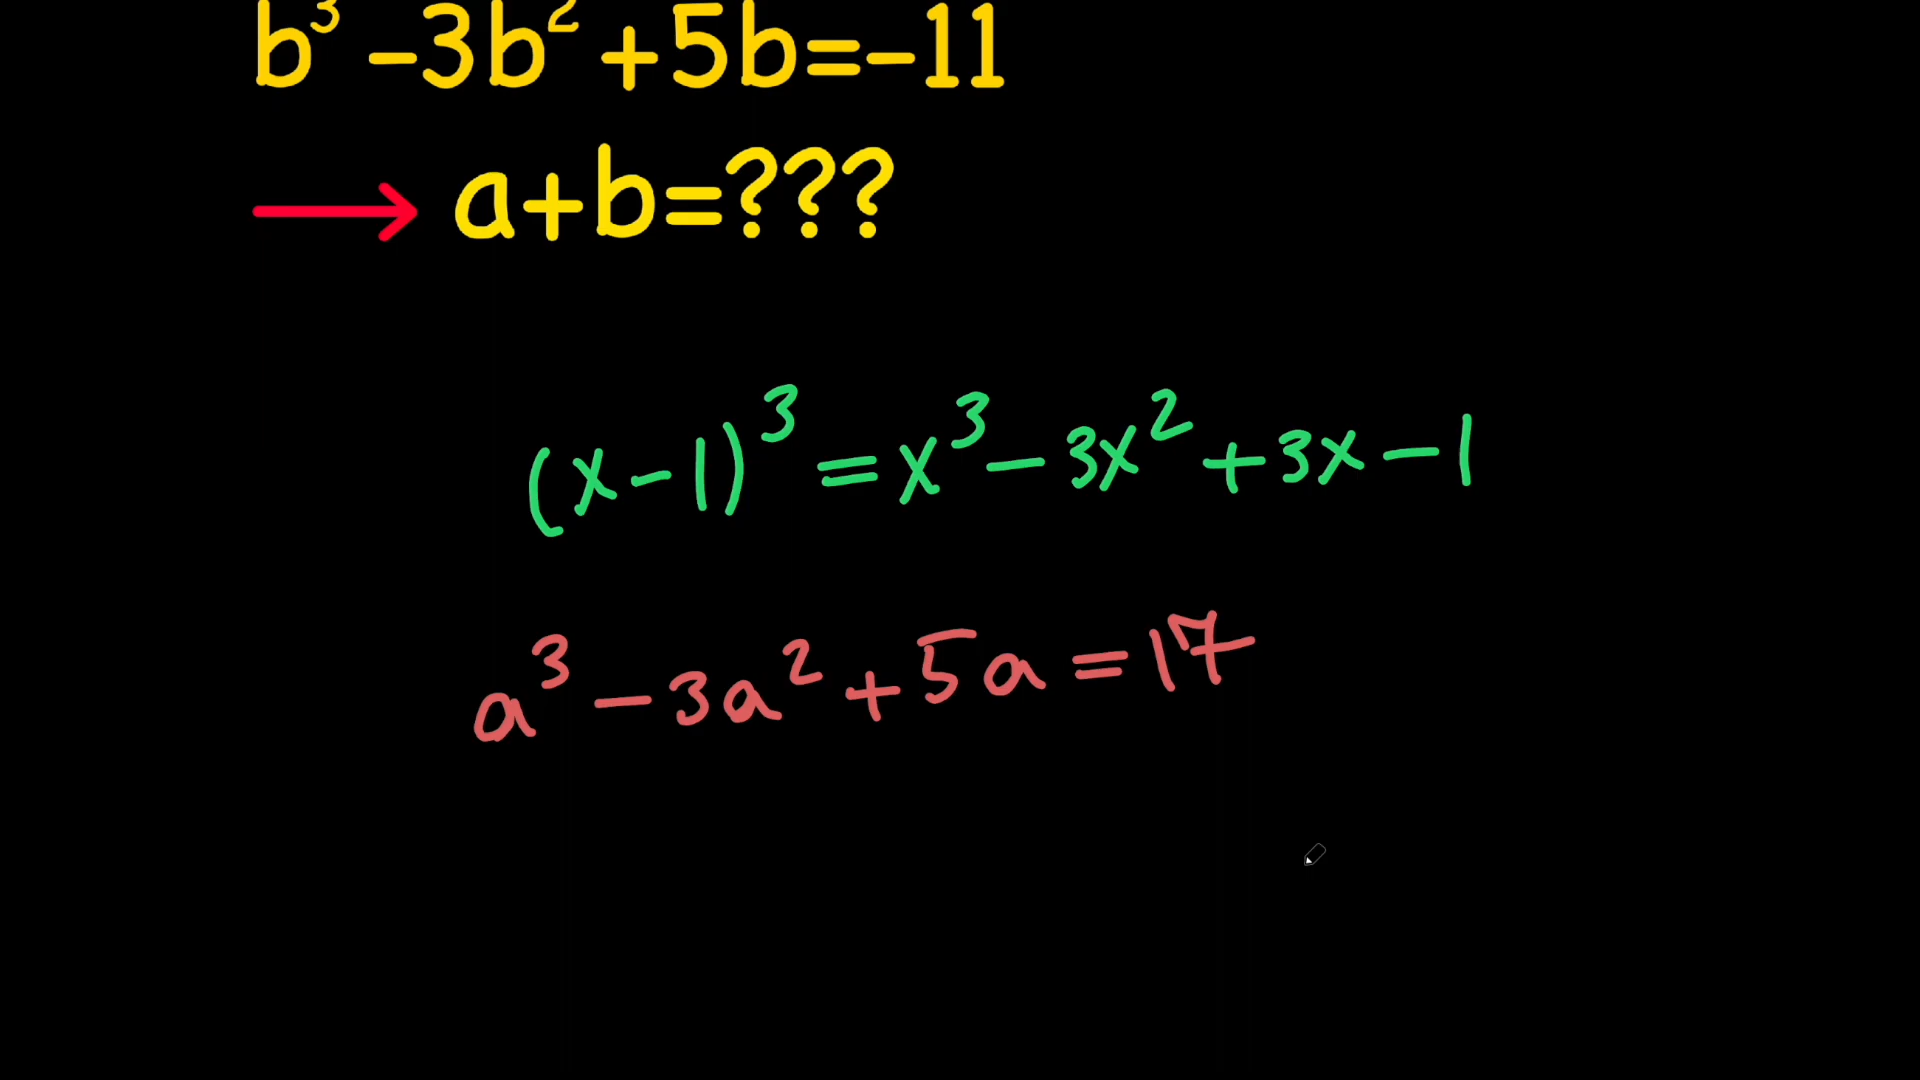 b³-3b²+5b=-11
→ a+b=???
(x-1)³=x³-3x²+3x-1
a³-3a²+5a=17